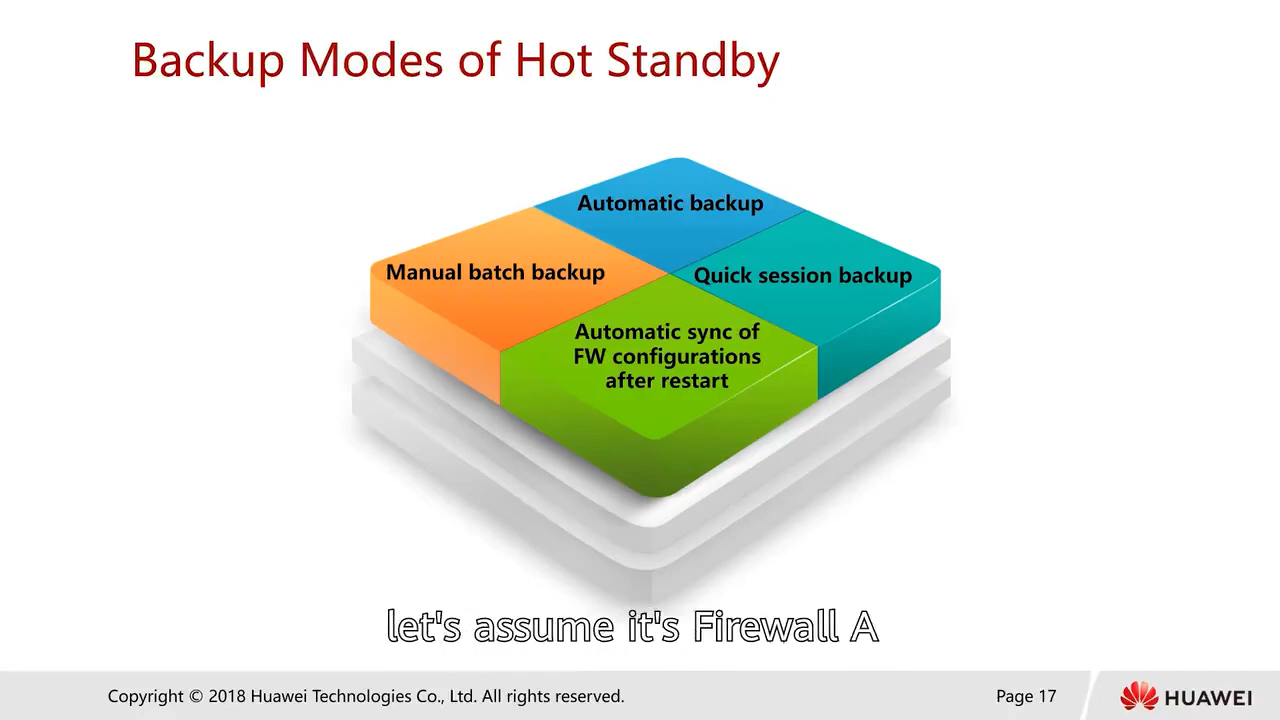 Backup Modes of Hot Standby
Automatic backup
Manual batch backup
Quick session backup
Automatic sync of
FW configurations
after restart
let's assume it's Firewall A
Copyright © 2018 Huawei Technologies Co., Ltd. All rights reserved.
Page 17
HUAWEI